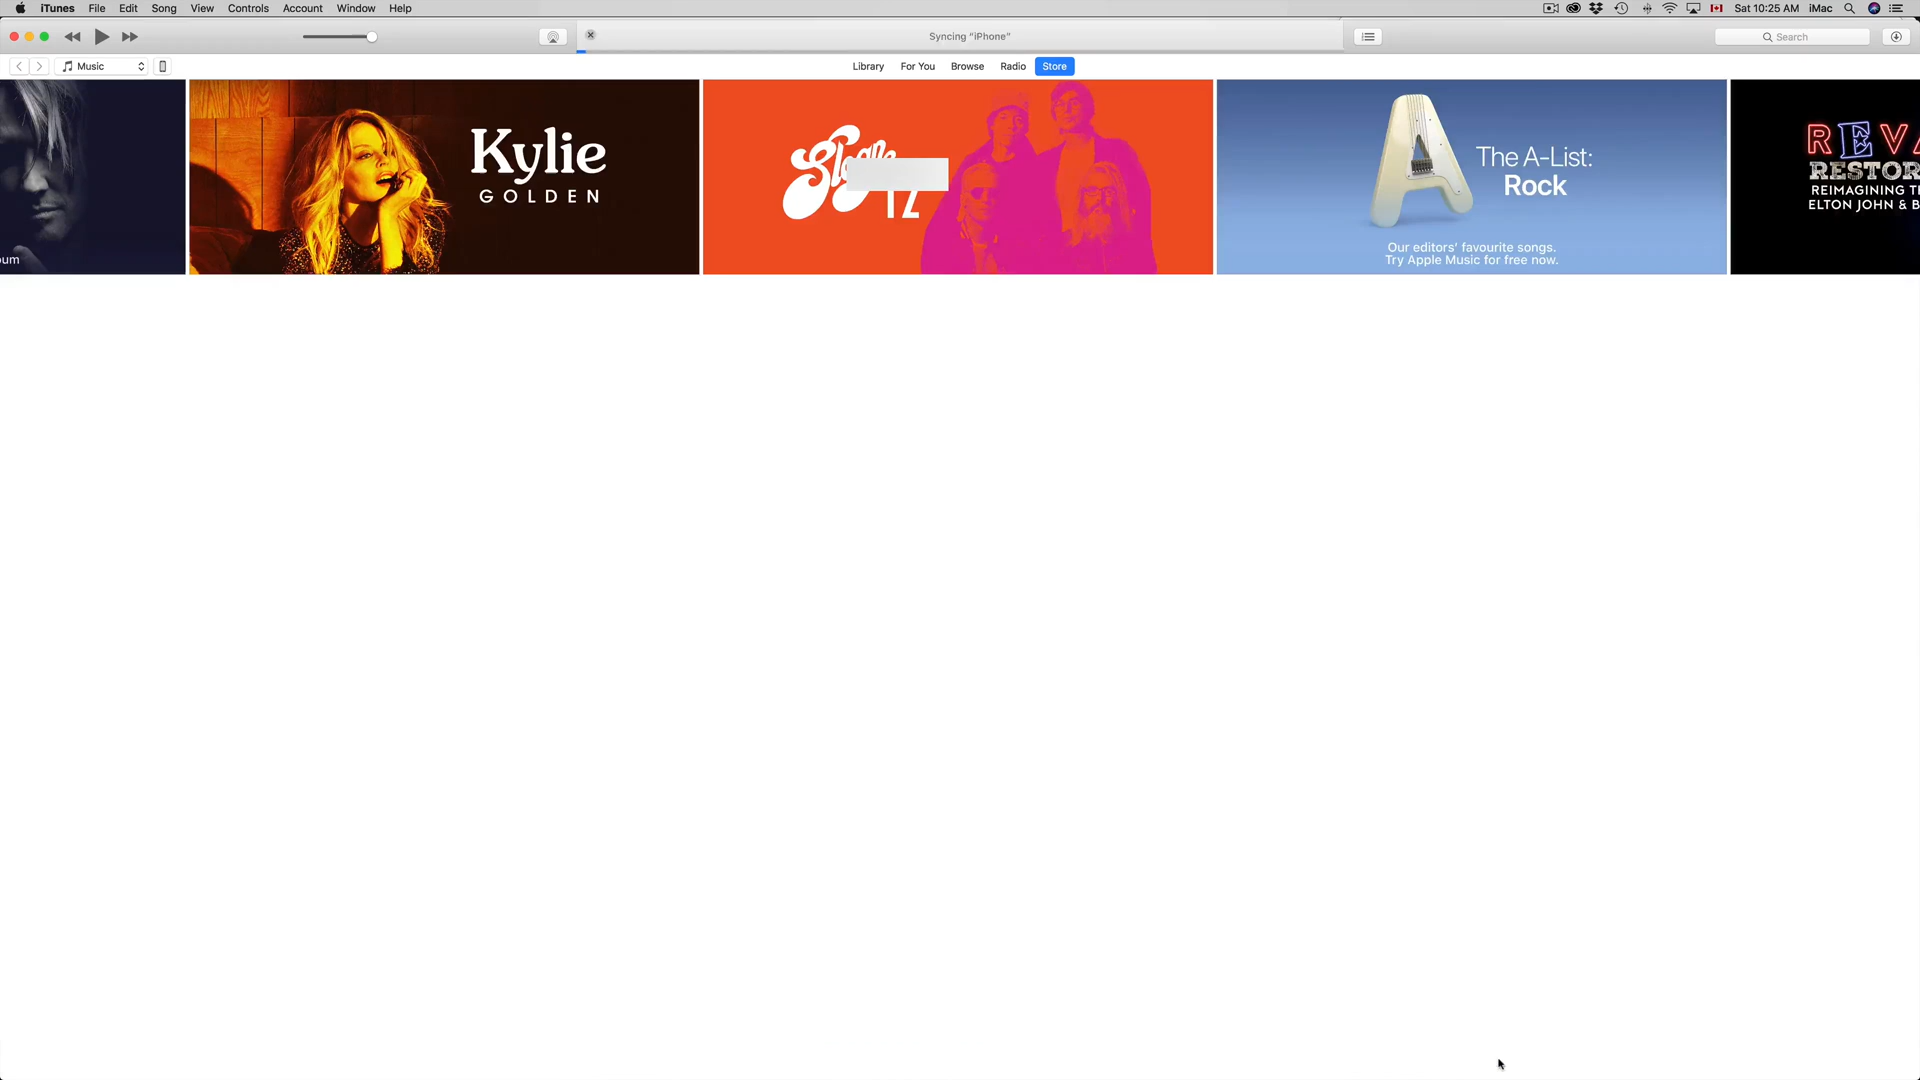 iTunes File Edit Song View Controls Account Window Help
Sat 10:25 AM iMac
Syncing “iPhone”
Search
Music
Library For You Browse Radio Store
oum
Kylie
GOLDEN
12
The A-List:
Rock
Our editors’ favourite songs.
Try Apple Music for free now.
RESTOR
REIMAGINING T
ELTON JOHN & B